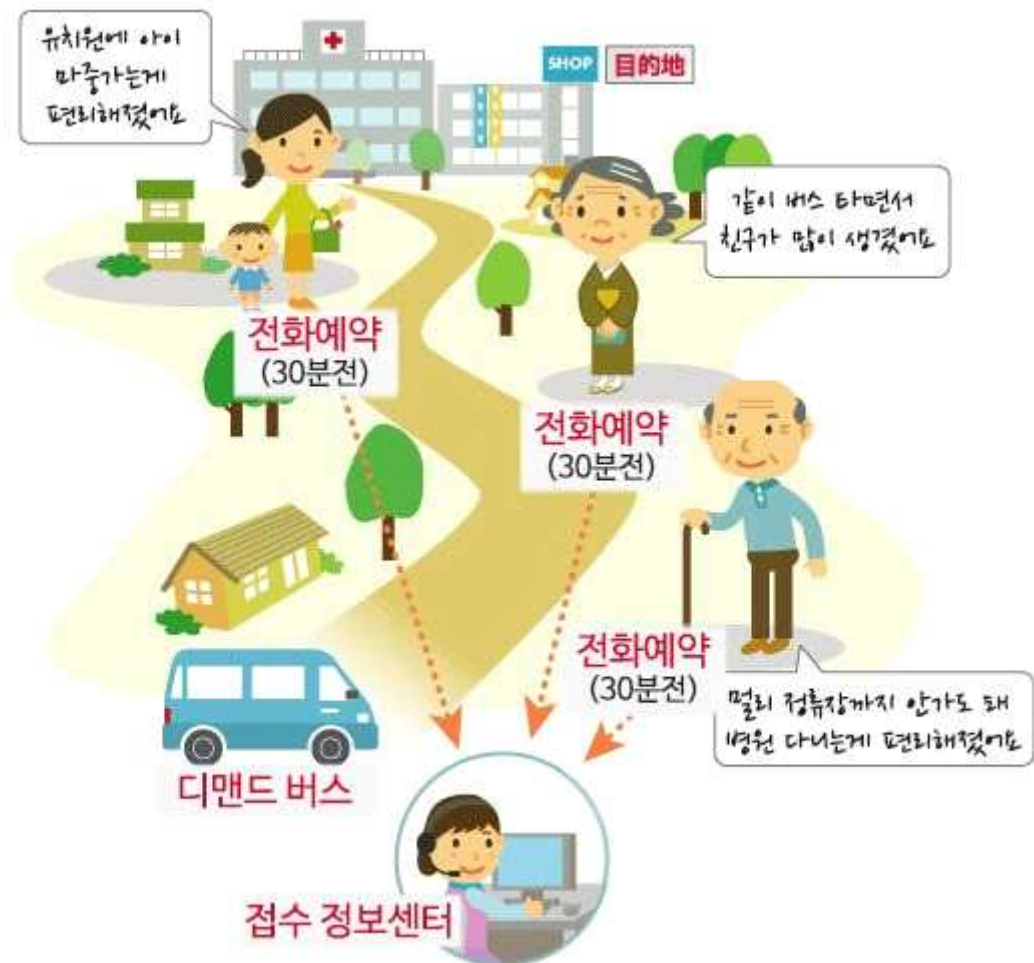 유치원에 아이
마중가는게
편리해졌어요
SHOP 目的地
같이 버스 타면서
친구가 많이 생겼어요
전화예약
(30분전)
전화예약
(30분전)
전화예약
(30분전)
멀리 정류장까지 안가도 돼
병원 다니는게 편리해졌어요
디맨드 버스
접수 정보센터